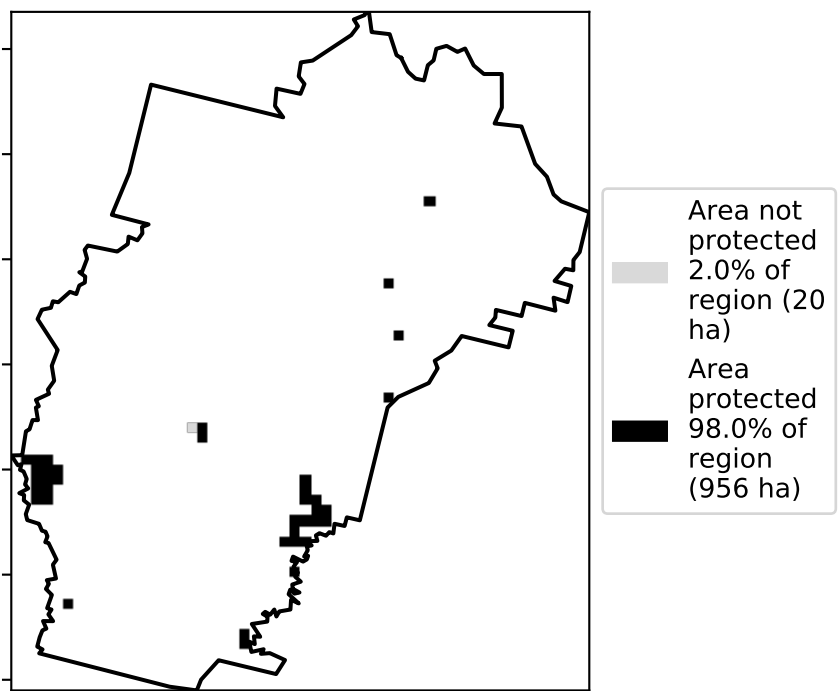 Area not
protected
2.0% of
region (20
ha)
Area
protected
98.0% of
region
(956 ha)